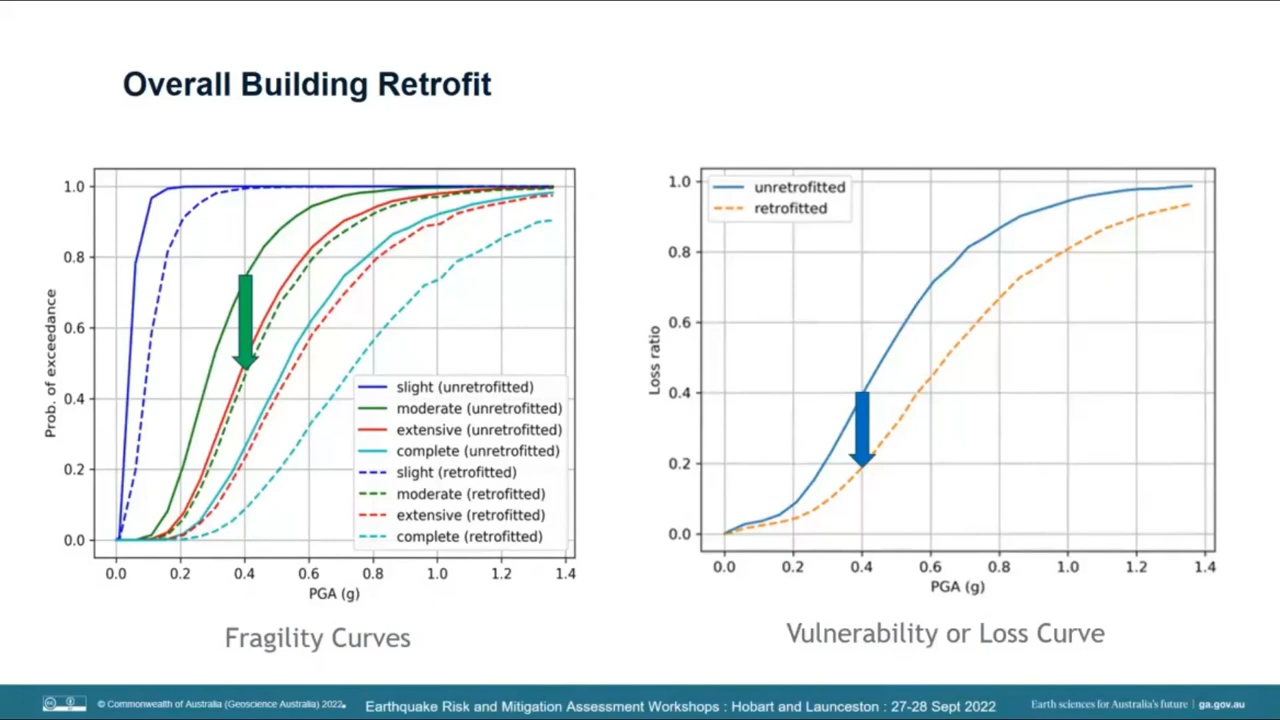 Overall Building Retrofit
Prob. of exceedance
1.0
0.8
0.6
0.4
0.2
0.0
0.0 0.2 0.4 0.6 0.8 1.0 1.2 1.4
PGA (g)
slight (unretrofitted)
moderate (unretrofitted)
extensive (unretrofitted)
complete (unretrofitted)
slight (retrofitted)
moderate (retrofitted)
extensive (retrofitted)
complete (retrofitted)
Fragility Curves
Loss ratio
1.0
0.8
0.6
0.4
0.2
0.0
0.0 0.2 0.4 0.6 0.8 1.0 1.2 1.4
PGA (g)
unretrofitted
retrofitted
Vulnerability or Loss Curve
© Commonwealth of Australia (Geoscience Australia) 2022.
Earthquake Risk and Mitigation Assessment Workshops : Hobart and Launceston : 27-28 Sept 2022
Earth sciences for Australia's future | ga.gov.au